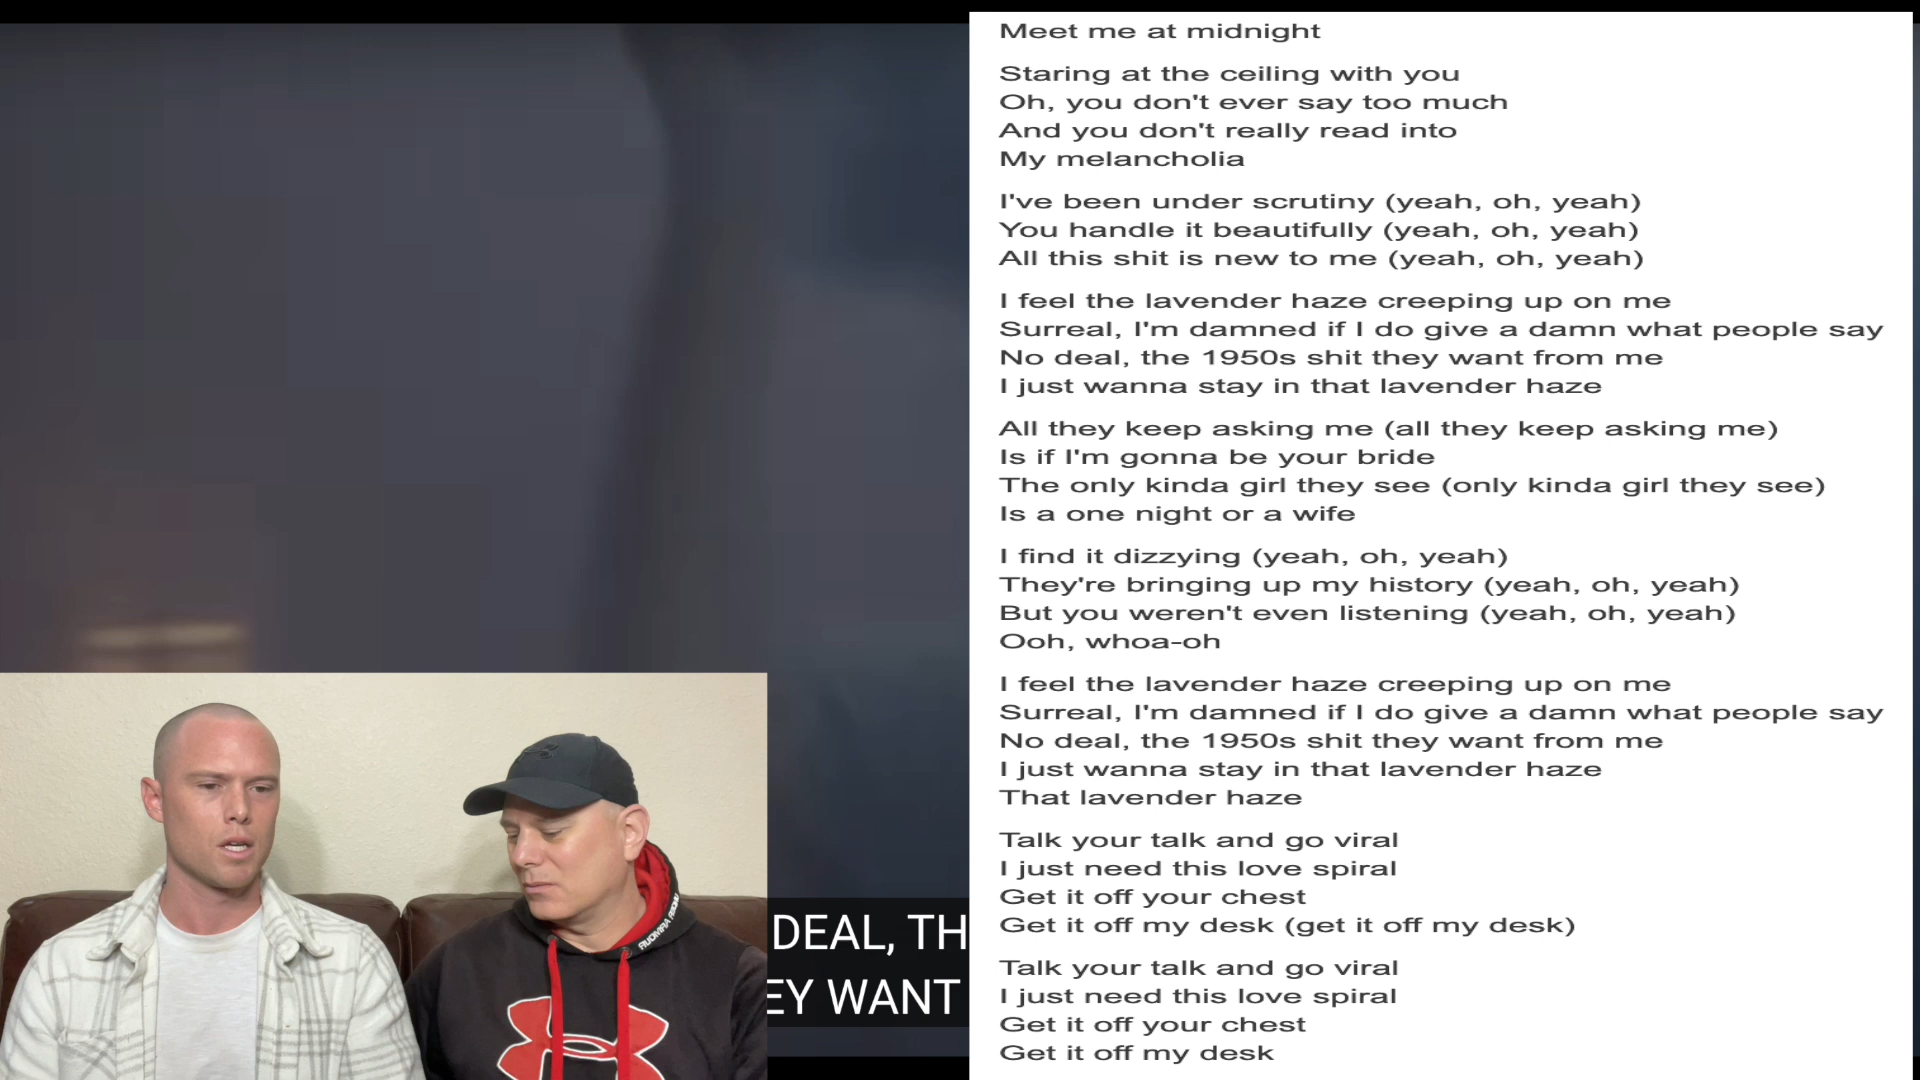 Meet me at midnight
Staring at the ceiling with you
Oh, you don't ever say too much
And you don't really read into
My melancholia
I've been under scrutiny (yeah, oh, yeah)
You handle it beautifully (yeah, oh, yeah)
All this shit is new to me (yeah, oh, yeah)
I feel the lavender haze creeping up on me
Surreal, I'm damned if I do give a damn what people say
No deal, the 1950s shit they want from me
I just wanna stay in that lavender haze
All they keep asking me (all they keep asking me)
Is if I'm gonna be your bride
The only kinda girl they see (only kinda girl they see)
Is a one night or a wife
I find it dizzying (yeah, oh, yeah)
They're bringing up my history (yeah, oh, yeah)
But you weren't even listening (yeah, oh, yeah)
Ooh, whoa-oh
I feel the lavender haze creeping up on me
Surreal, I'm damned if I do give a damn what people say
No deal, the 1950s shit they want from me
I just wanna stay in that lavender haze
That lavender haze
Talk your talk and go viral
I just need this love spiral
Get it off your chest
Get it off my desk (get it off my desk)
Talk your talk and go viral
I just need this love spiral
Get it off your chest
Get it off my desk
DEAL, TH
EY WANT